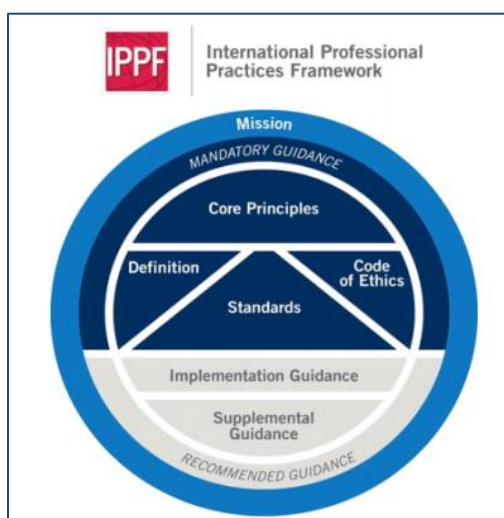 IPPF
International Professional
Practices Framework
Mission
MANDATORY GUIDANCE
Core Principles
Definition
Code
of Ethics
Standards
Implementation Guidance
Supplemental
Guidance
RECOMMENDED GUIDANCE